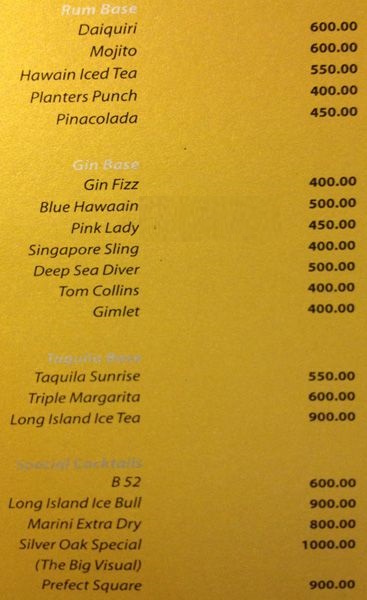 Rum Base
Daiquiri 600.00
Mojito 600.00
Hawain Iced Tea 550.00
Planters Punch 400.00
Pinacolada 450.00
Gin Base
Gin Fizz 400.00
Blue Hawaain 500.00
Pink Lady 450.00
Singapore Sling 400.00
Deep Sea Diver 500.00
Tom Collins 400.00
Gimlet 400.00
Taquila Base
Taquila Sunrise 550.00
Triple Margarita 600.00
Long Island Ice Tea 900.00
Special Cocktails
B 52 600.00
Long Island Ice Bull 900.00
Marini Extra Dry 800.00
Silver Oak Special 1000.00
(The Big Visual)
Prefect Square 900.00